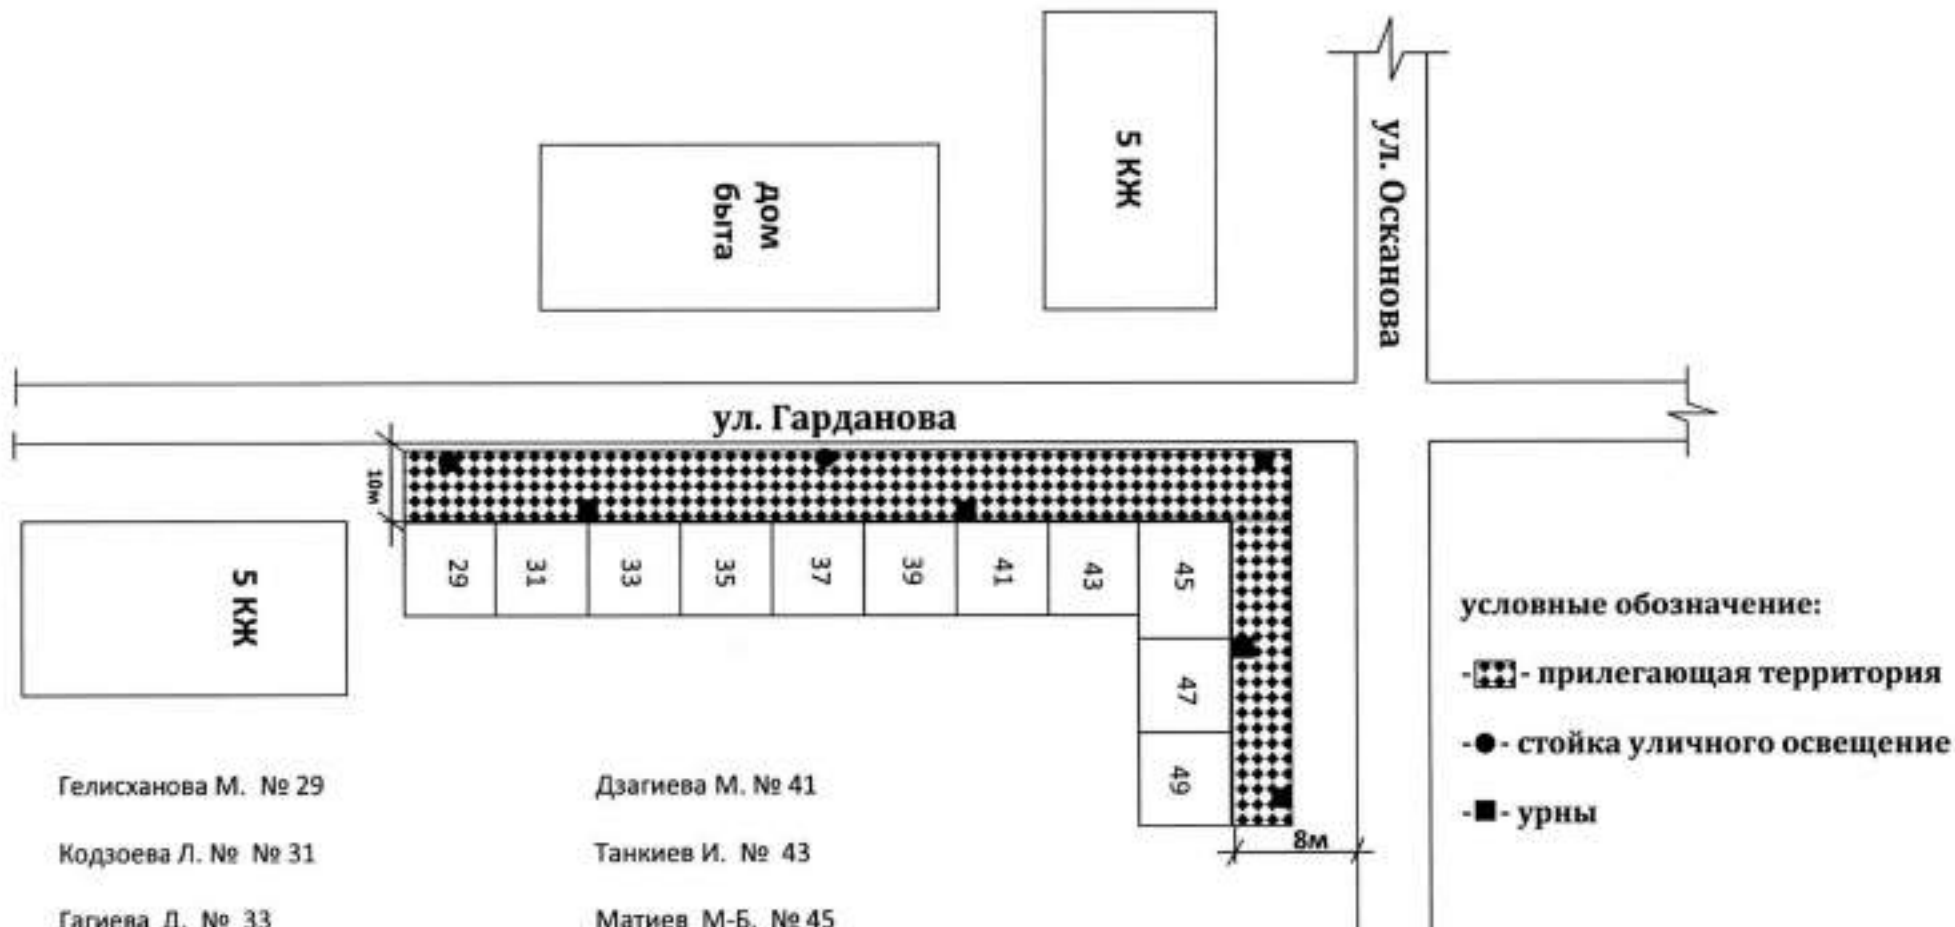 5 КЖ
дом
быта
ул. Осканова
ул. Гарданова
10м
5 КЖ
29
31
33
35
37
39
41
43
45
47
49
8м
условные обозначение:
- - прилегающая территория
-●- стойка уличного освещение
-■- урны
Гелисханова М. № 29
Кодзоева Л. № № 31
Гагиева Д. № 33
Дзагиева М. № 41
Танкиев И. № 43
Матиев М-Б. № 45